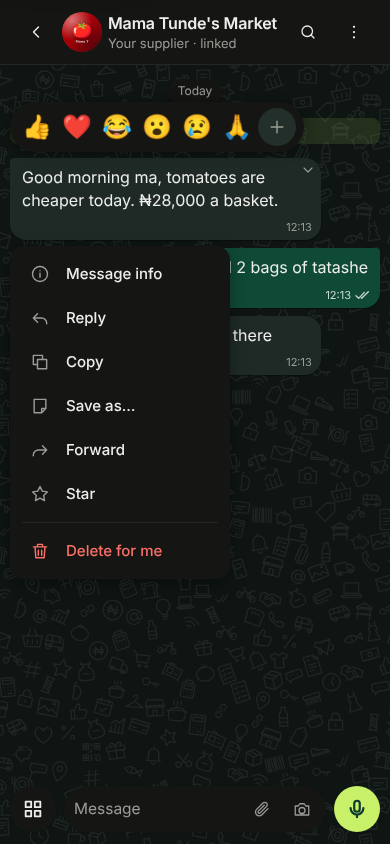 Mama Tunde's Market
Your supplier · linked
Today
Good morning ma, tomatoes are
cheaper today. ₦28,000 a basket.
12:13
2 bags of tatashe
12:13
there
12:13
Message info
Reply
Copy
Save as...
Forward
Star
Delete for me
Message